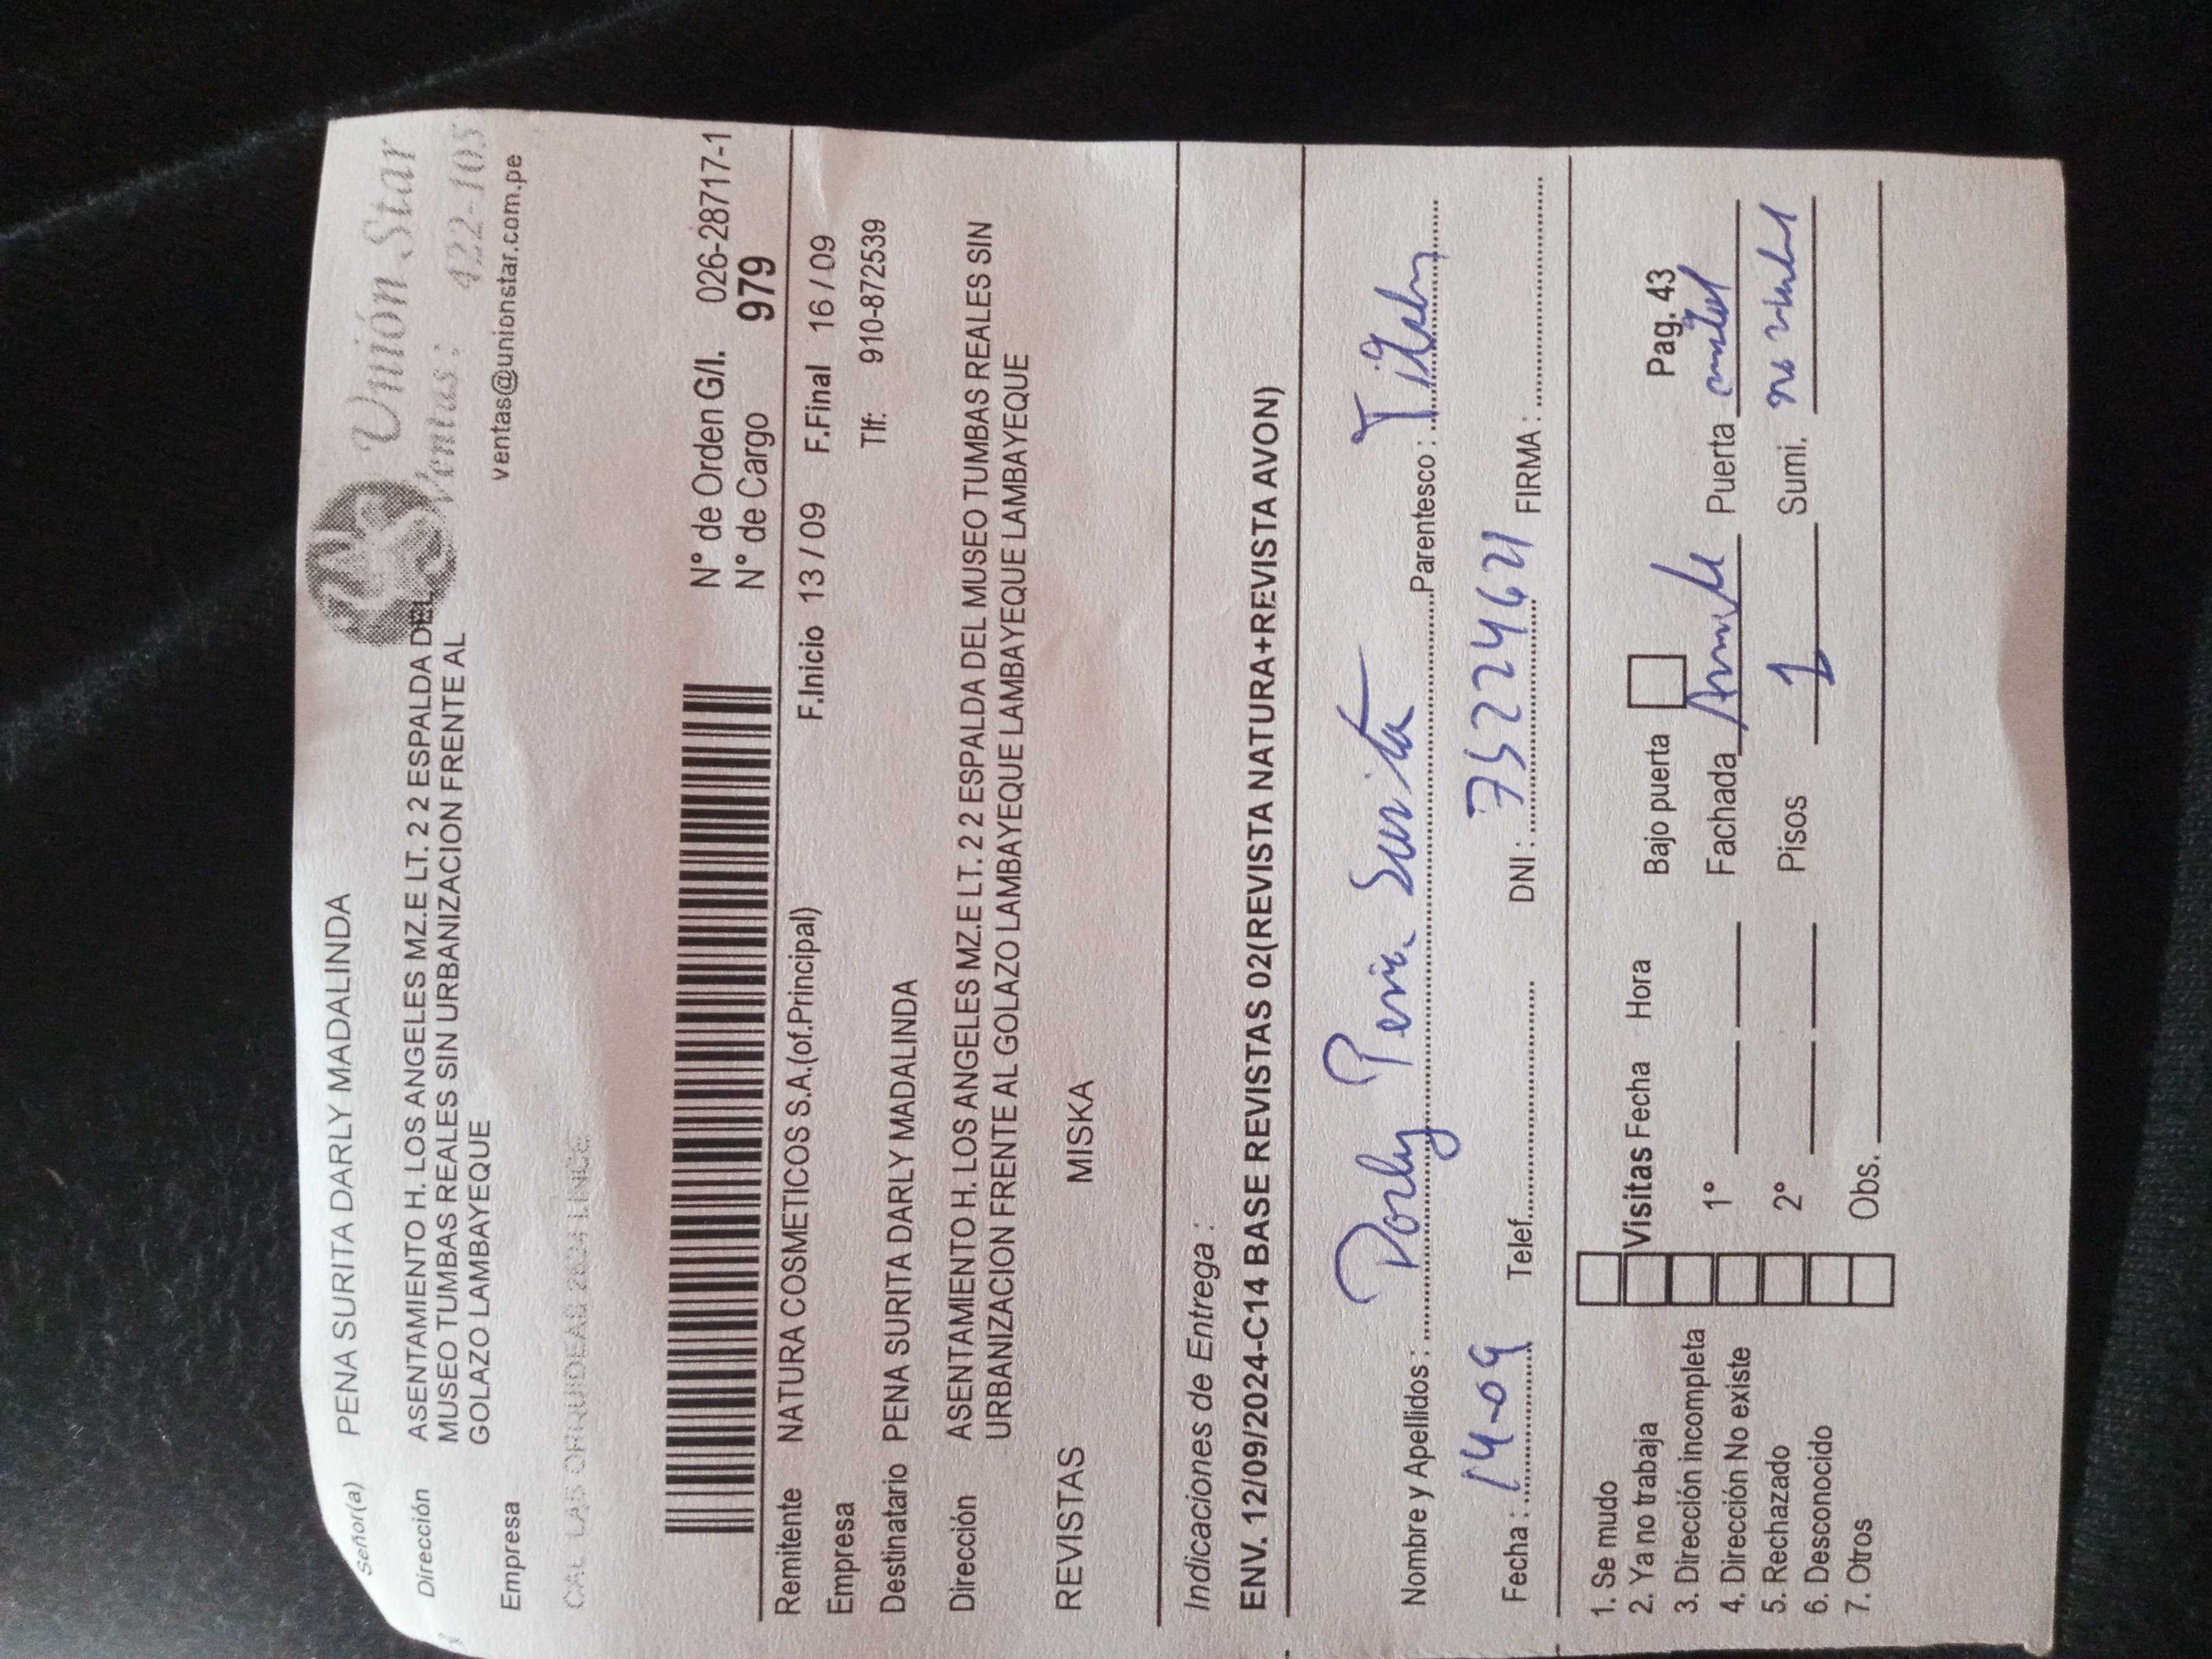 Señor(a) PENA SURITA DARLY MADALINDA
Unión Star
Ventas: 422-105
ventas@unionstar.com.pe
Dirección ASENTAMIENTO H. LOS ANGELES MZ.E LT. 2 2 ESPALDA DEL
MUSEO TUMBAS REALES SIN URBANIZACION FRENTE AL
GOLAZO LAMBAYEQUE
Empresa
CAL LAS ORQUIDEAS 2634 LINCE
N° de Orden G/I. 026-28717-1
N° de Cargo 979
Remitente NATURA COSMETICOS S.A.(of.Principal) F.Inicio 13 / 09 F.Final 16 / 09
Empresa Tlf: 910-872539
Destinatario PENA SURITA DARLY MADALINDA
Dirección ASENTAMIENTO H. LOS ANGELES MZ.E LT. 2 2 ESPALDA DEL MUSEO TUMBAS REALES SIN
URBANIZACION FRENTE AL GOLAZO LAMBAYEQUE LAMBAYEQUE LAMBAYEQUE
REVISTAS MISKA
Indicaciones de Entrega :
ENV. 12/09/2024-C14 BASE REVISTAS 02(REVISTA NATURA+REVISTA AVON)
Nombre y Apellidos : Darly Pena Surita Parentesco : Titular
Fecha : 14-09 Telef. DNI : 75224621 FIRMA :
1. Se mudo
2. Ya no trabaja Visitas Fecha Hora Bajo puerta Pag. 43
3. Dirección incompleta
4. Dirección No existe 1° Fachada Puerta
5. Rechazado
6. Desconocido 2° Pisos 1 Sumi. no
7. Otros Obs.